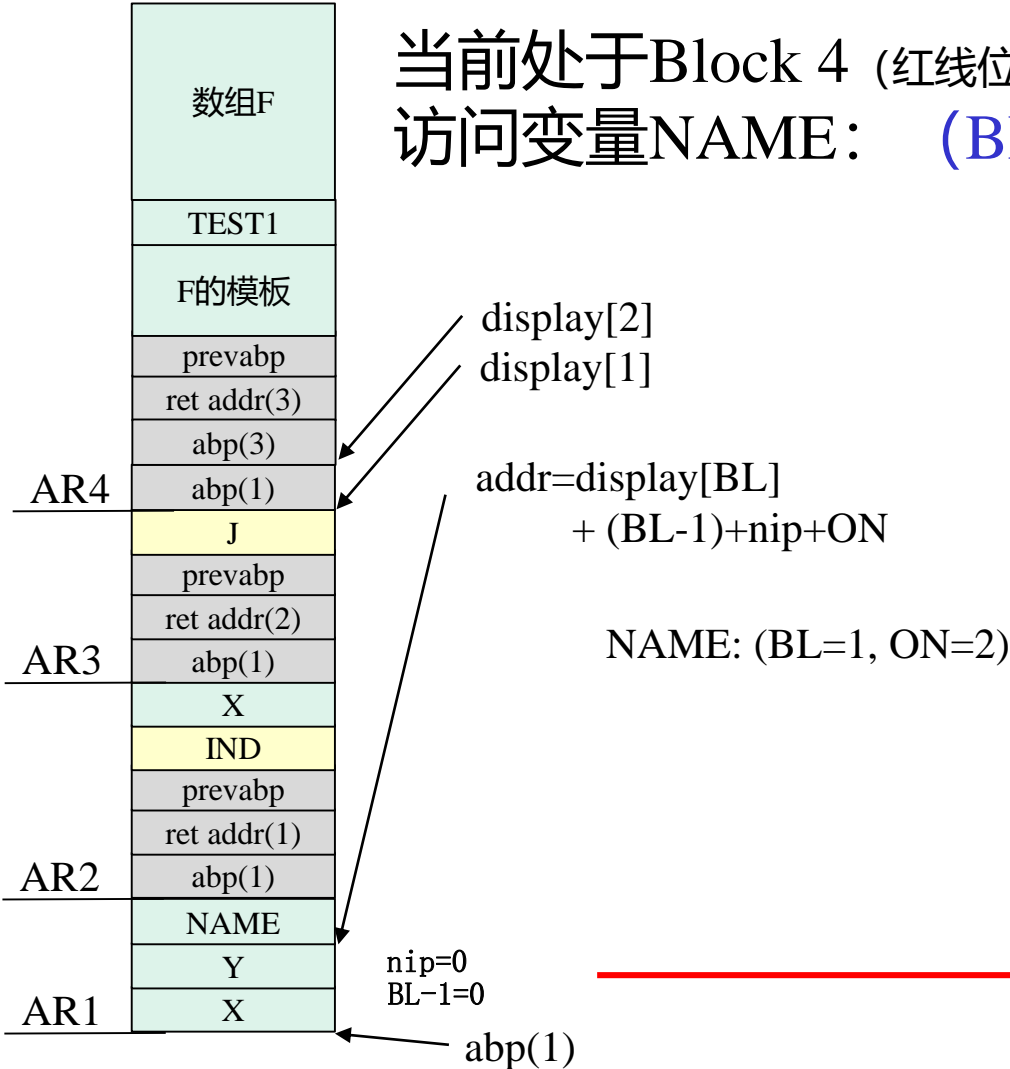 当前处于Block 4（红线位
访问变量NAME：（B
数组F
TEST1
F的模板
prevabp
ret addr(3)
abp(3)
abp(1)
AR4
J
prevabp
ret addr(2)
abp(1)
AR3
X
IND
prevabp
ret addr(1)
abp(1)
AR2
NAME
Y
X
AR1
display[2]
display[1]
addr=display[BL]
+ (BL-1)+nip+ON
NAME: (BL=1, ON=2)
nip=0
BL-1=0
abp(1)